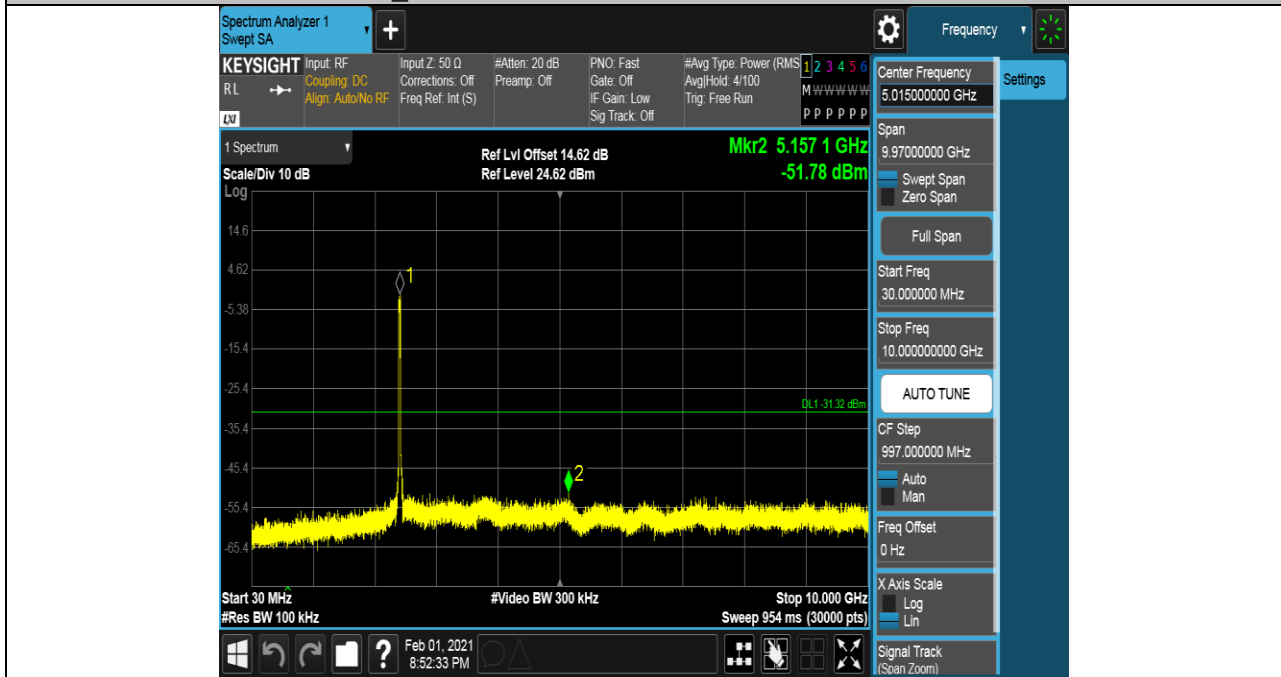 Spectrum Analyzer 1
Swept SA
+
Frequency
KEYSIGHT
RL
LXI
Input: RF
Coupling: DC
Align: Auto/No RF
Input Z: 50 Ω
Corrections: Off
Freq Ref: Int (S)
#Atten: 20 dB
Preamp: Off
PNO: Fast
Gate: Off
IF Gain: Low
Sig Track: Off
#Avg Type: Power (RMS
Avg|Hold: 4/100
Trig: Free Run
1 2 3 4 5 6
M W W W W W
P P P P P P
1 Spectrum
Scale/Div 10 dB
Log
Ref Lvl Offset 14.62 dB
Ref Level 24.62 dBm
Mkr2 5.157 1 GHz
-51.78 dBm
14.6
4.62
-5.38
-15.4
-25.4
-35.4
-45.4
-55.4
-65.4
1
2
DL1 -31.32 dBm
Start 30 MHz
#Res BW 100 kHz
#Video BW 300 kHz
Stop 10.000 GHz
Sweep 954 ms (30000 pts)
Center Frequency
5.015000000 GHz
Span
9.97000000 GHz
Swept Span
Zero Span
Full Span
Start Freq
30.000000 MHz
Stop Freq
10.000000000 GHz
AUTO TUNE
CF Step
997.000000 MHz
Auto
Man
Freq Offset
0 Hz
X Axis Scale
Log
Lin
Signal Track
(Span Zoom)
Settings
?
Feb 01, 2021
8:52:33 PM